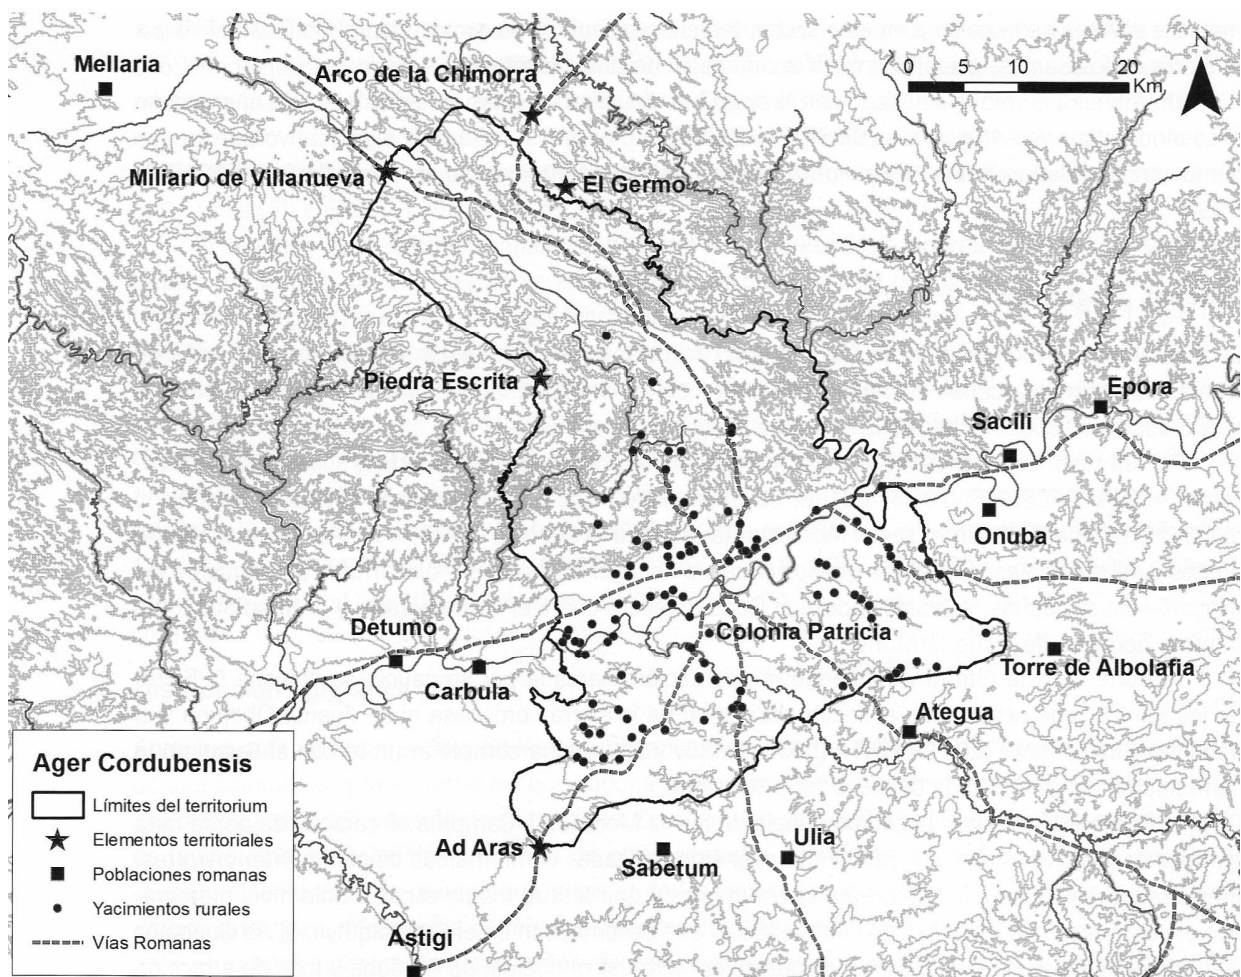 Mellaria
Arco de la Chimorra
N
0 5 10 20
Km
Miliario de Villanueva
El Germo
Piedra Escrita
Epora
Sacili
Onuba
Detumo
Colonia Patricia
Carbula
Torre de Albolafia
Ategua
Ad Aras
Sabetum
Ulia
Astigi
Ager Cordubensis
Límites del territorium
Elementos territoriales
Poblaciones romanas
Yacimientos rurales
Vías Romanas